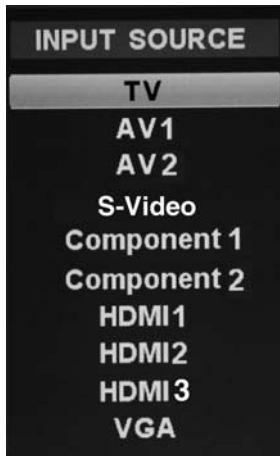 INPUT SOURCE
TV
AV1
AV2
S-Video
Component 1
Component 2
HDMI1
HDMI2
HDMI3
VGA